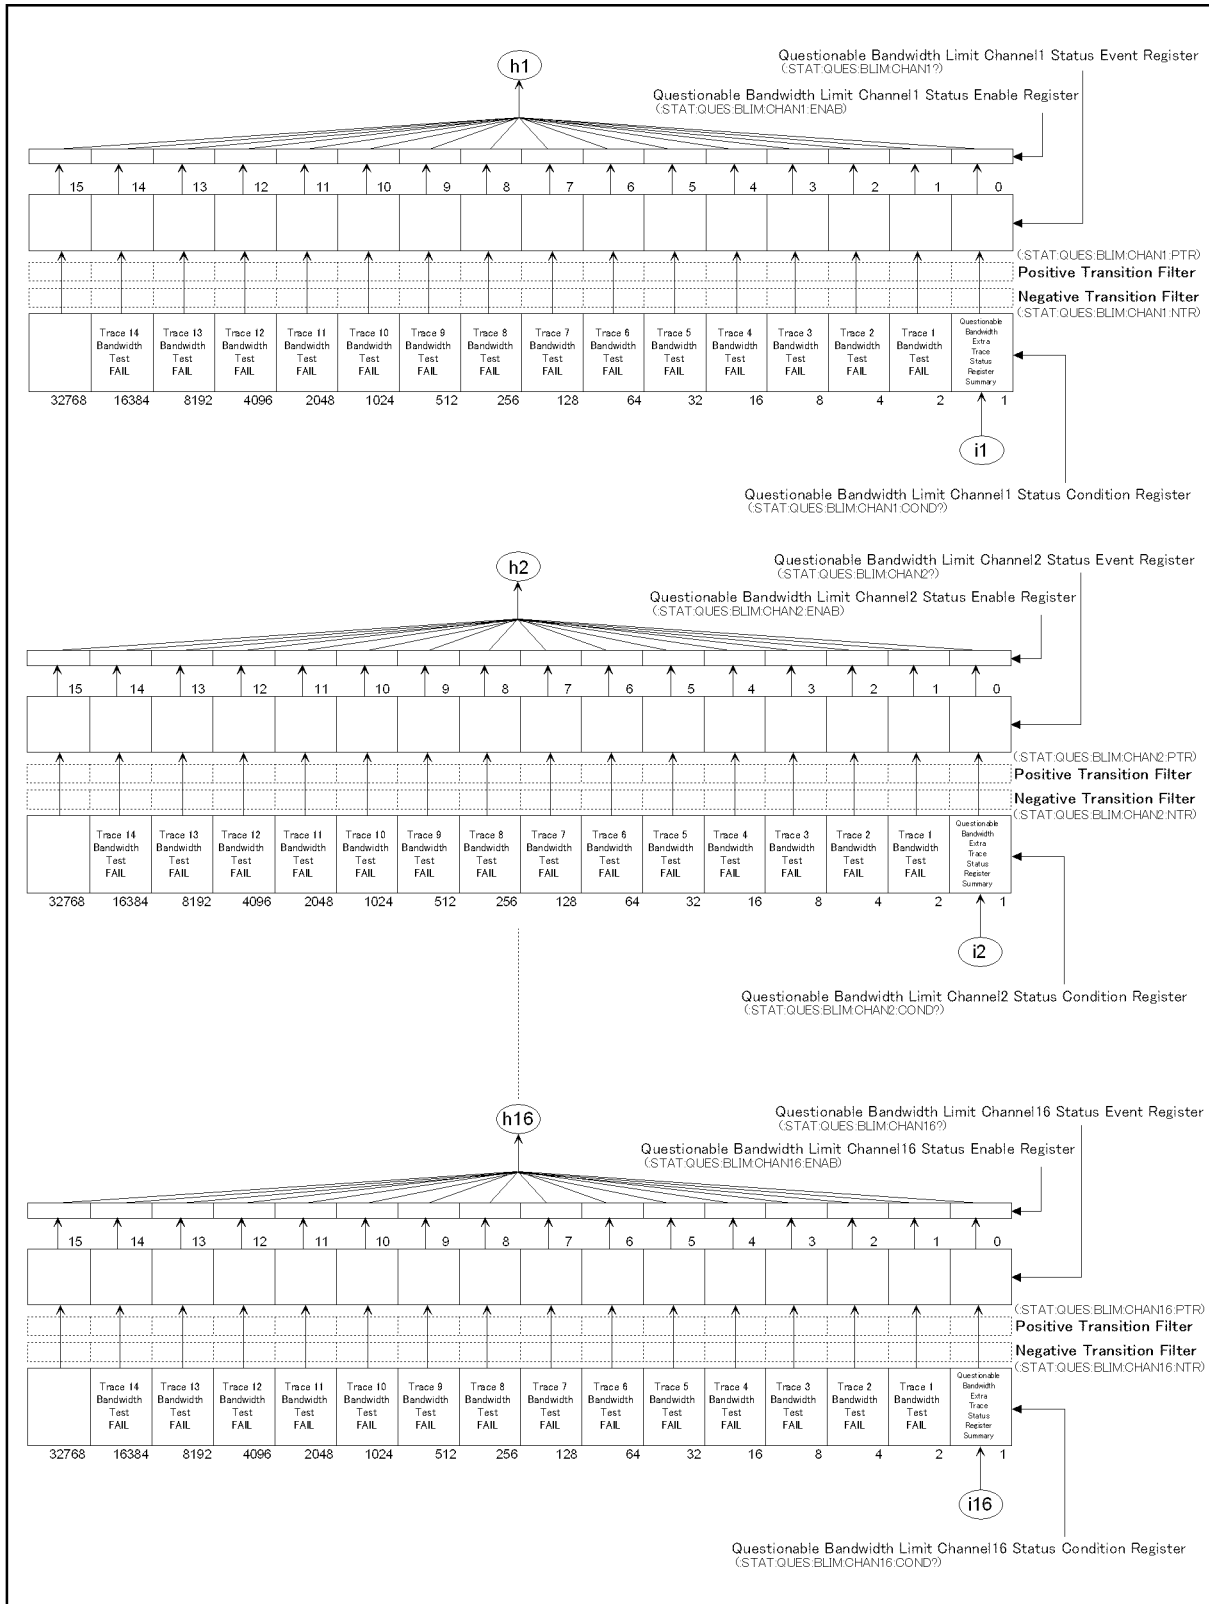 h1
Questionable Bandwidth Limit Channel1 Status Event Register
(:STAT:QUES:BLIM:CHAN1?)
Questionable Bandwidth Limit Channel1 Status Enable Register
(:STAT:QUES:BLIM:CHAN1:ENAB)
15 14 13 12 11 10 9 8 7 6 5 4 3 2 1 0
(:STAT:QUES:BLIM:CHAN1:PTR)
Positive Transition Filter
Negative Transition Filter
(:STAT:QUES:BLIM:CHAN1:NTR)
Trace 14 Trace 13 Trace 12 Trace 11 Trace 10 Trace 9 Trace 8 Trace 7 Trace 6 Trace 5 Trace 4 Trace 3 Trace 2 Trace 1
Bandwidth Bandwidth Bandwidth Bandwidth Bandwidth Bandwidth Bandwidth Bandwidth Bandwidth Bandwidth Bandwidth Bandwidth Bandwidth Bandwidth
Test Test Test Test Test Test Test Test Test Test Test Test Test Test
FAIL FAIL FAIL FAIL FAIL FAIL FAIL FAIL FAIL FAIL FAIL FAIL FAIL FAIL
Questionable
Bandwidth
Extra
Trace
Status
Register
Summary
32768 16384 8192 4096 2048 1024 512 256 128 64 32 16 8 4 2 1
i1
Questionable Bandwidth Limit Channel1 Status Condition Register
(:STAT:QUES:BLIM:CHAN1:COND?)
h2
Questionable Bandwidth Limit Channel2 Status Event Register
(:STAT:QUES:BLIM:CHAN2?)
Questionable Bandwidth Limit Channel2 Status Enable Register
(:STAT:QUES:BLIM:CHAN2:ENAB)
15 14 13 12 11 10 9 8 7 6 5 4 3 2 1 0
(:STAT:QUES:BLIM:CHAN2:PTR)
Positive Transition Filter
Negative Transition Filter
(:STAT:QUES:BLIM:CHAN2:NTR)
Trace 14 Trace 13 Trace 12 Trace 11 Trace 10 Trace 9 Trace 8 Trace 7 Trace 6 Trace 5 Trace 4 Trace 3 Trace 2 Trace 1
Bandwidth Bandwidth Bandwidth Bandwidth Bandwidth Bandwidth Bandwidth Bandwidth Bandwidth Bandwidth Bandwidth Bandwidth Bandwidth Bandwidth
Test Test Test Test Test Test Test Test Test Test Test Test Test Test
FAIL FAIL FAIL FAIL FAIL FAIL FAIL FAIL FAIL FAIL FAIL FAIL FAIL FAIL
Questionable
Bandwidth
Extra
Trace
Status
Register
Summary
32768 16384 8192 4096 2048 1024 512 256 128 64 32 16 8 4 2 1
i2
Questionable Bandwidth Limit Channel2 Status Condition Register
(:STAT:QUES:BLIM:CHAN2:COND?)
h16
Questionable Bandwidth Limit Channel16 Status Event Register
(:STAT:QUES:BLIM:CHAN16?)
Questionable Bandwidth Limit Channel16 Status Enable Register
(:STAT:QUES:BLIM:CHAN16:ENAB)
15 14 13 12 11 10 9 8 7 6 5 4 3 2 1 0
(:STAT:QUES:BLIM:CHAN16:PTR)
Positive Transition Filter
Negative Transition Filter
(:STAT:QUES:BLIM:CHAN16:NTR)
Trace 14 Trace 13 Trace 12 Trace 11 Trace 10 Trace 9 Trace 8 Trace 7 Trace 6 Trace 5 Trace 4 Trace 3 Trace 2 Trace 1
Bandwidth Bandwidth Bandwidth Bandwidth Bandwidth Bandwidth Bandwidth Bandwidth Bandwidth Bandwidth Bandwidth Bandwidth Bandwidth Bandwidth
Test Test Test Test Test Test Test Test Test Test Test Test Test Test
FAIL FAIL FAIL FAIL FAIL FAIL FAIL FAIL FAIL FAIL FAIL FAIL FAIL FAIL
Questionable
Bandwidth
Extra
Trace
Status
Register
Summary
32768 16384 8192 4096 2048 1024 512 256 128 64 32 16 8 4 2 1
i16
Questionable Bandwidth Limit Channel16 Status Condition Register
(:STAT:QUES:BLIM:CHAN16:COND?)